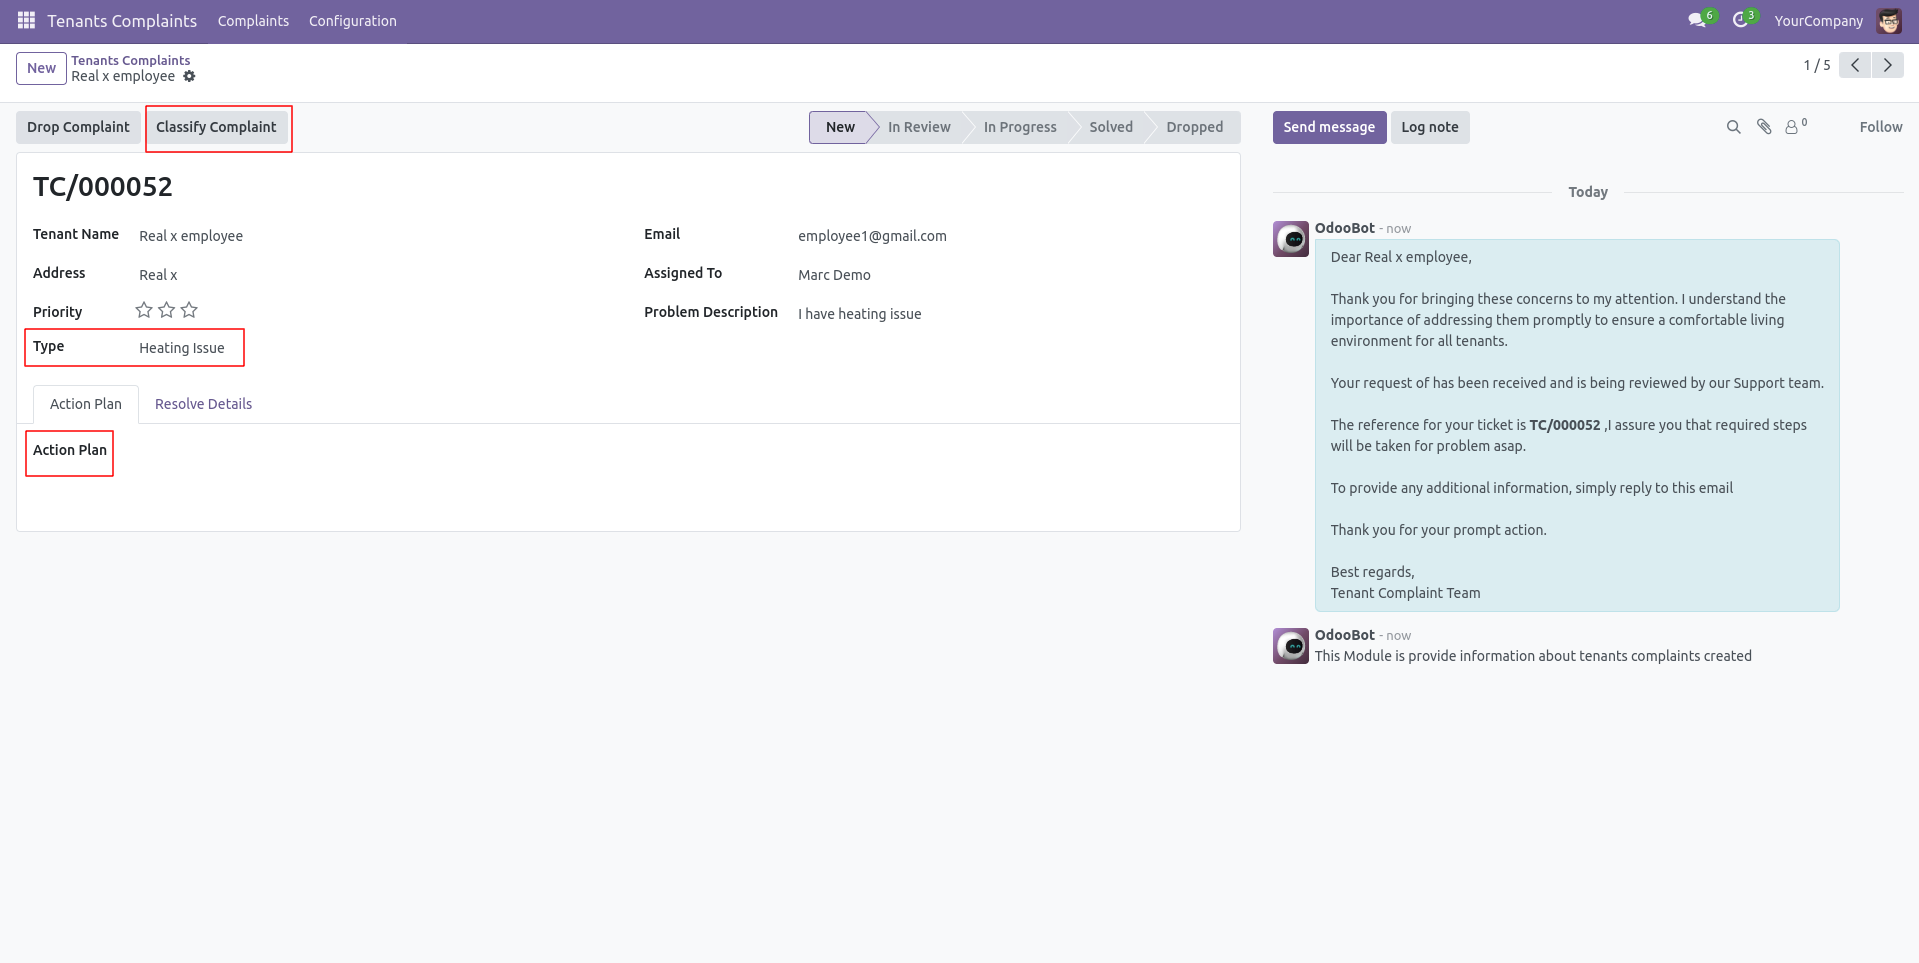 Tenants Complaints Complaints Configuration 6 3 YourCompany
New Tenants Complaints
Real x employee
1 / 5
Drop Complaint Classify Complaint New In Review In Progress Solved Dropped
TC/000052
Tenant Name Real x employee Email employee1@gmail.com
Address Real x Assigned To Marc Demo
Priority Problem Description I have heating issue
Type Heating Issue
Action Plan Resolve Details
Action Plan
Send message Log note 0 Follow
Today
OdooBot - now
Dear Real x employee,
Thank you for bringing these concerns to my attention. I understand the
importance of addressing them promptly to ensure a comfortable living
environment for all tenants.
Your request of has been received and is being reviewed by our Support team.
The reference for your ticket is TC/000052 ,I assure you that required steps
will be taken for problem asap.
To provide any additional information, simply reply to this email
Thank you for your prompt action.
Best regards,
Tenant Complaint Team
OdooBot - now
This Module is provide information about tenants complaints created